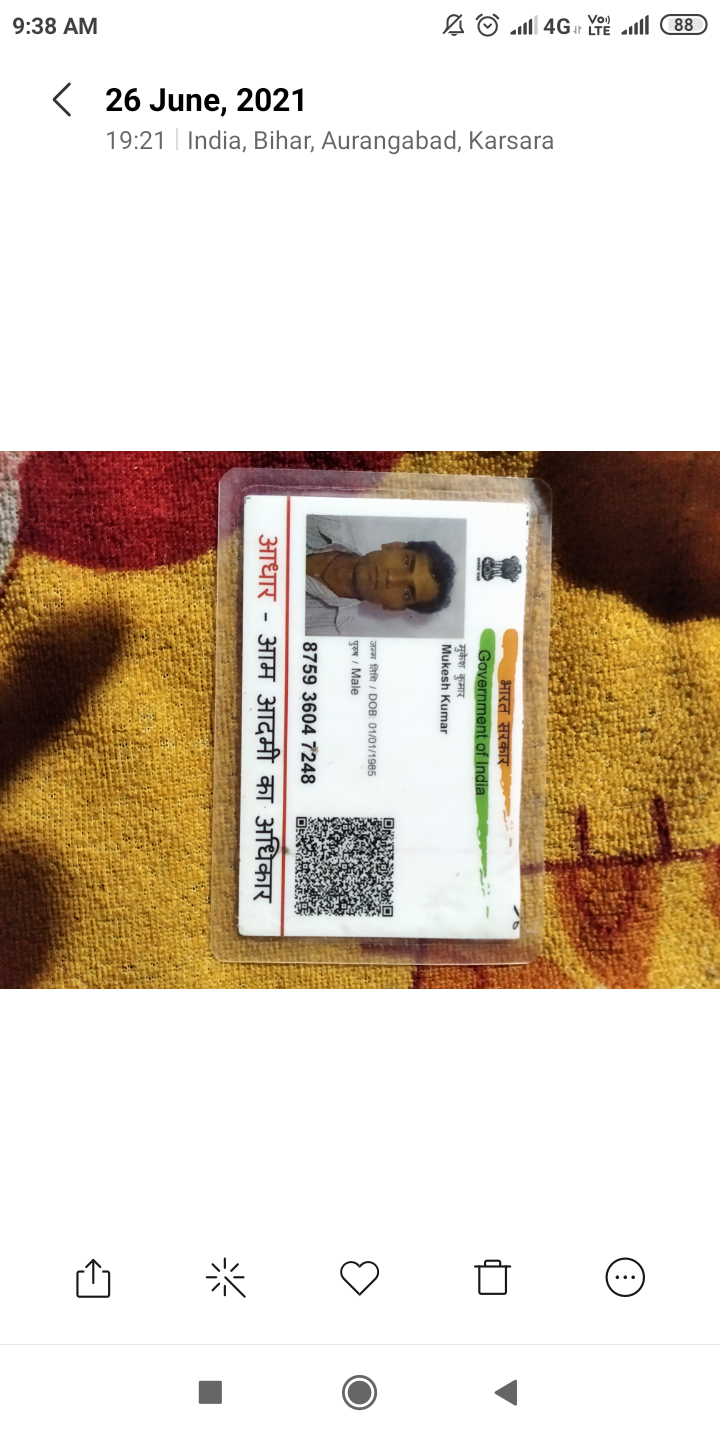 9:38 AM
4G
Vo))
LTE
88
26 June, 2021
19:21 | India, Bihar, Aurangabad, Karsara
भारत सरकार
Government of India
मुकेश कुमार
Mukesh Kumar
जन्म तिथि / DOB: 01/01/1985
पुरुष / Male
8759 3604 7248
आधार - आम आदमी का अधिकार